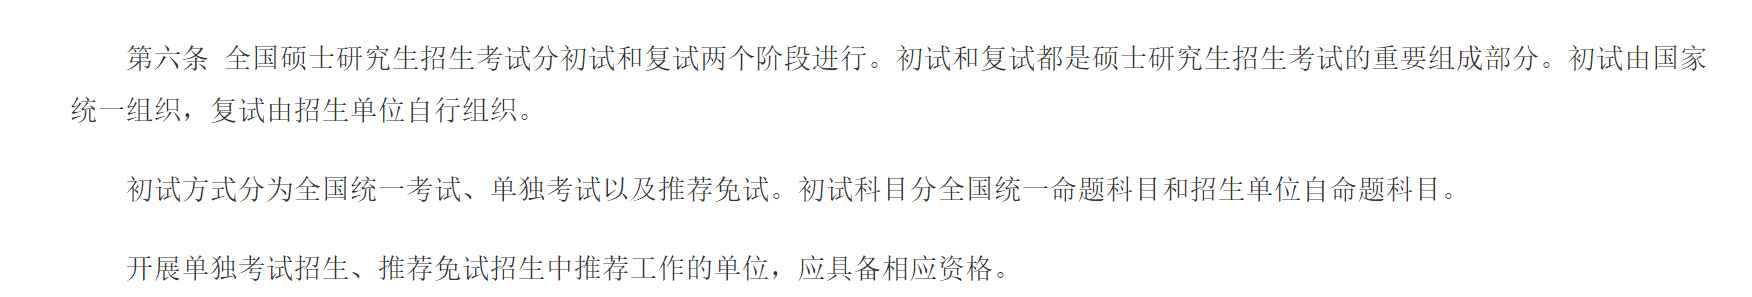 第六条 全国硕士研究生招生考试分初试和复试两个阶段进行。初试和复试都是硕士研究生招生考试的重要组成部分。初试由国家
统一组织，复试由招生单位自行组织。
初试方式分为全国统一考试、单独考试以及推荐免试。初试科目分全国统一命题科目和招生单位自命题科目。
开展单独考试招生、推荐免试招生中推荐工作的单位，应具备相应资格。